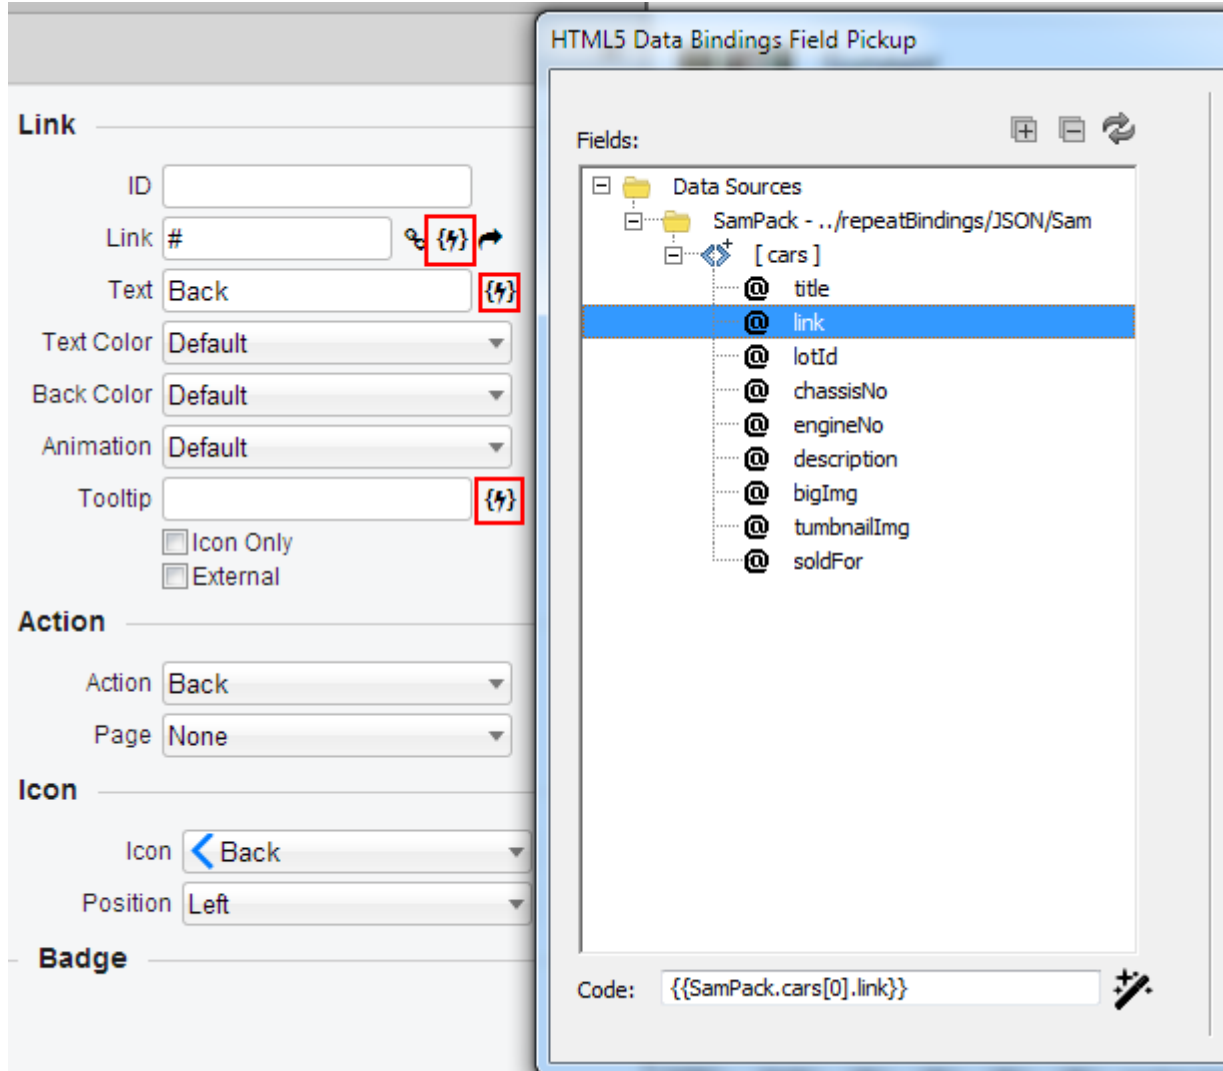 HTML5 Data Bindings Field Pickup
Link
ID
Link #
Text Back
Text Color Default
Back Color Default
Animation Default
Tooltip
Icon Only
External
Action
Action Back
Page None
Icon
Icon Back
Position Left
Badge
Fields:
Data Sources
SamPack - ../repeatBindings/JSON/Sam
[ cars ]
@ title
@ link
@ lotId
@ chassisNo
@ engineNo
@ description
@ bigImg
@ tumbnailImg
@ soldFor
Code: {{SamPack.cars[0].link}}